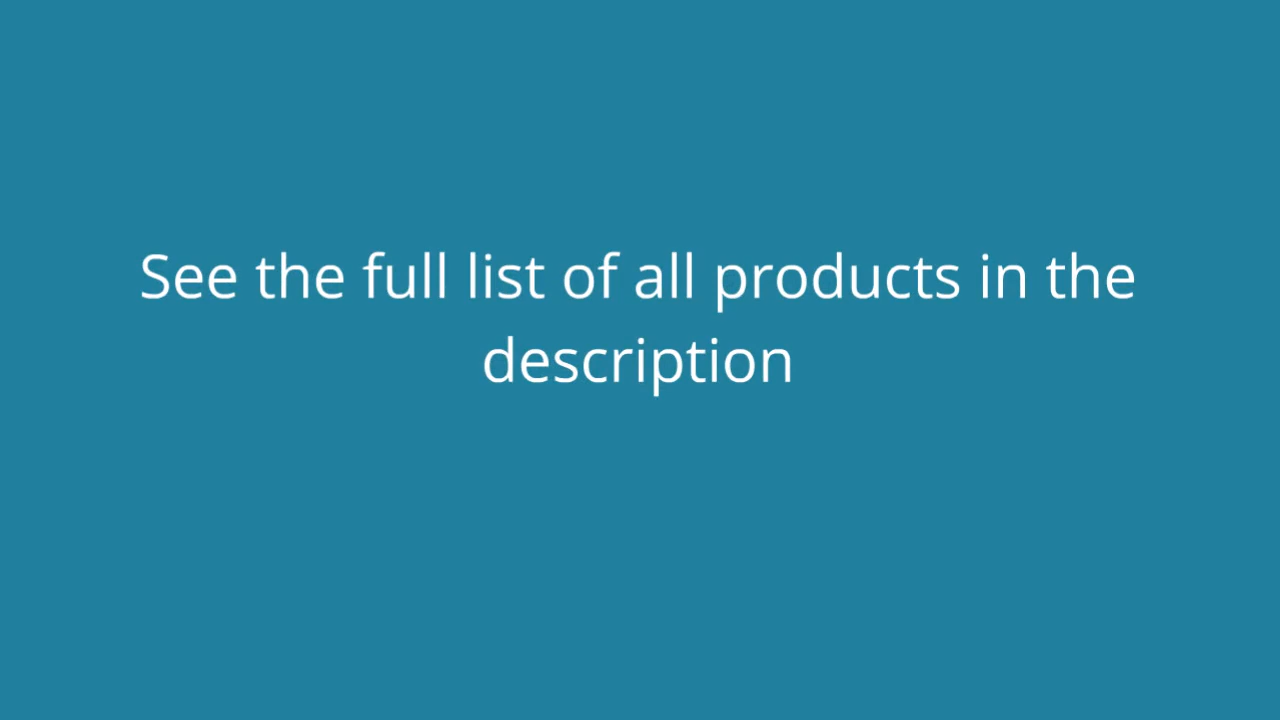 See the full list of all products in the
description